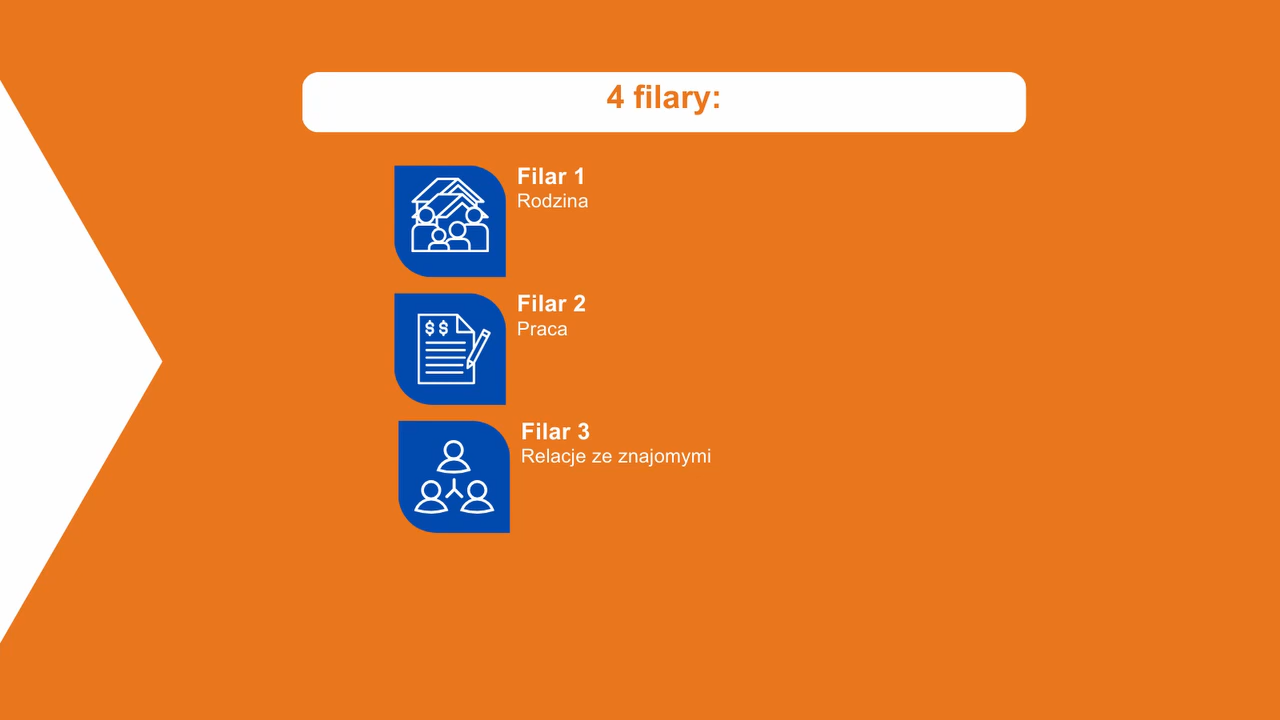 4 filary:
Filar 1
Rodzina
$ $
Filar 2
Praca
Filar 3
Relacje ze znajomymi